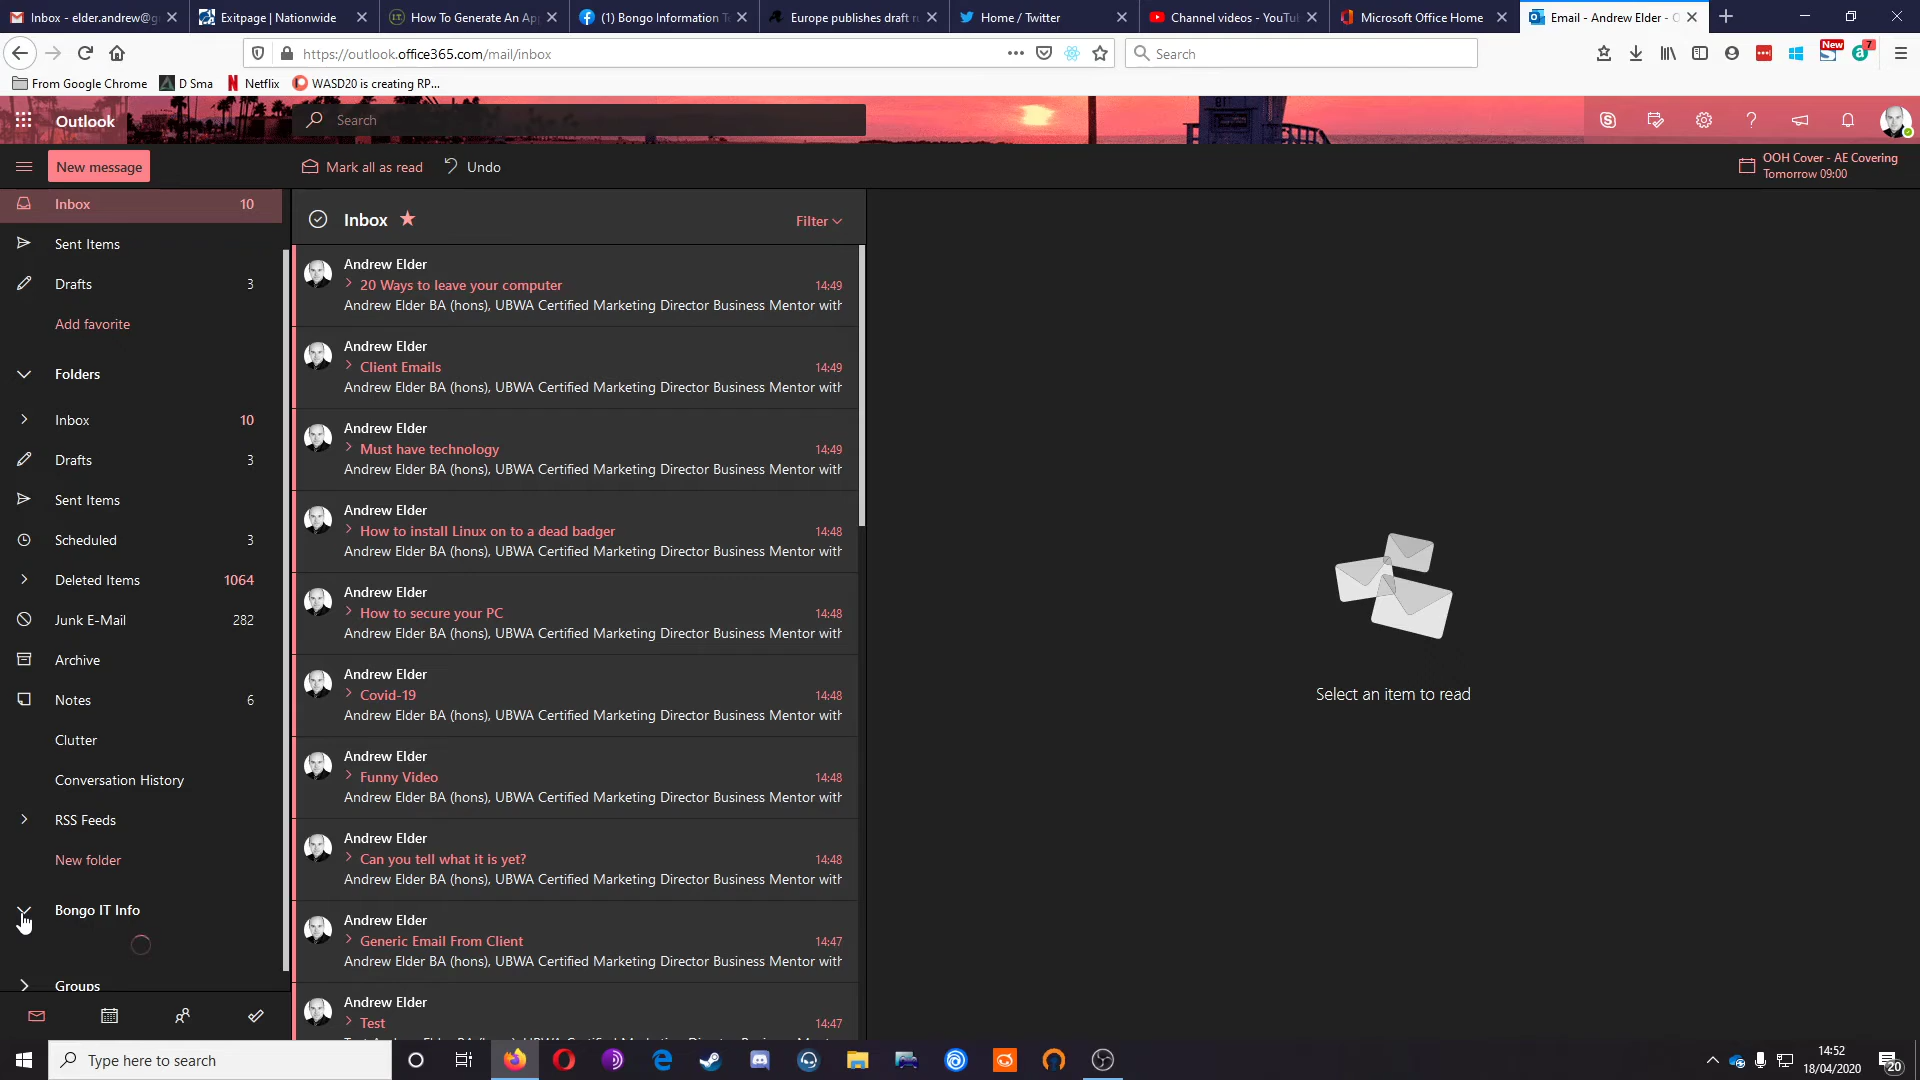 Inbox - elder.andrew@g
Exitpage | Nationwide
How To Generate An Ap
(1) Bongo Information T
Europe publishes draft ru
Home / Twitter
Channel videos - YouTu
Microsoft Office Home
Email - Andrew Elder - O
https://outlook.office365.com/mail/inbox
Search
New
7
From Google Chrome
D Sma
Netflix
WASD20 is creating RP...
Outlook
Search
New message
Mark all as read
Undo
OOH Cover - AE Covering
Tomorrow 09:00
Inbox 10
Sent Items
Drafts 3
Add favorite
Folders
Inbox 10
Drafts 3
Sent Items
Scheduled 3
Deleted Items 1064
Junk E-Mail 282
Archive
Notes 6
Clutter
Conversation History
RSS Feeds
New folder
Bongo IT Info
Groups
Inbox
Filter
Andrew Elder
20 Ways to leave your computer 14:49
Andrew Elder BA (hons), UBWA Certified Marketing Director Business Mentor with
Andrew Elder
Client Emails 14:49
Andrew Elder BA (hons), UBWA Certified Marketing Director Business Mentor with
Andrew Elder
Must have technology 14:49
Andrew Elder BA (hons), UBWA Certified Marketing Director Business Mentor with
Andrew Elder
How to install Linux on to a dead badger 14:48
Andrew Elder BA (hons), UBWA Certified Marketing Director Business Mentor with
Andrew Elder
How to secure your PC 14:48
Andrew Elder BA (hons), UBWA Certified Marketing Director Business Mentor with
Andrew Elder
Covid-19 14:48
Andrew Elder BA (hons), UBWA Certified Marketing Director Business Mentor with
Andrew Elder
Funny Video 14:48
Andrew Elder BA (hons), UBWA Certified Marketing Director Business Mentor with
Andrew Elder
Can you tell what it is yet? 14:48
Andrew Elder BA (hons), UBWA Certified Marketing Director Business Mentor with
Andrew Elder
Generic Email From Client 14:47
Andrew Elder BA (hons), UBWA Certified Marketing Director Business Mentor with
Andrew Elder
Test 14:47
Select an item to read
Type here to search
14:52
18/04/2020
20